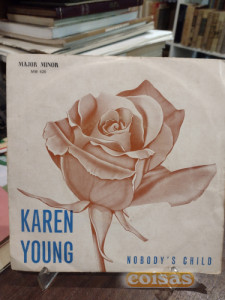 MAJOR MINOR
KAREN
YOUNG
NOBODY'S CHILD
coisas